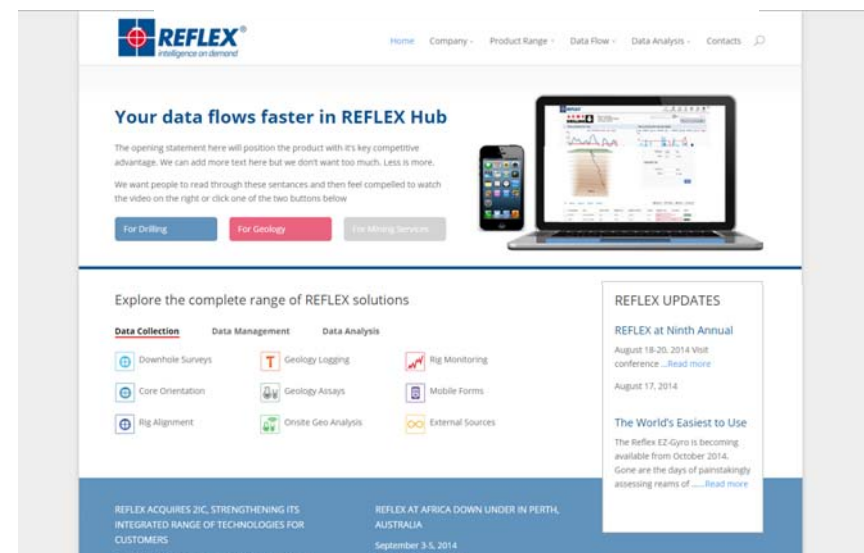 REFLEX®
intelligence on demand
Home Company Product Range Data Flow Data Analysis Contacts
Your data flows faster in REFLEX Hub
The opening statement here will position the product with it's key competitive
advantage. We can add more text here but we don't want too much. Less is more.
We want people to read through these sentances and then feel compelled to watch
the video on the right or click one of the two buttons below
For Drilling For Geology For Mining Services
Explore the complete range of REFLEX solutions
Data Collection Data Management Data Analysis
Downhole Surveys Geology Logging Rig Monitoring
Core Orientation Geology Assays Mobile Forms
Rig Alignment Onsite Geo Analysis External Sources
REFLEX UPDATES
REFLEX at Ninth Annual
August 18-20, 2014 Visit
conference ...Read more
August 17, 2014
The World's Easiest to Use
The Reflex EZ-Gyro is becoming
available from October 2014.
Gone are the days of painstakingly
assessing reams of ......Read more
REFLEX ACQUIRES 2IC, STRENGTHENING ITS
INTEGRATED RANGE OF TECHNOLOGIES FOR
CUSTOMERS
REFLEX AT AFRICA DOWN UNDER IN PERTH,
AUSTRALIA
September 3-5, 2014